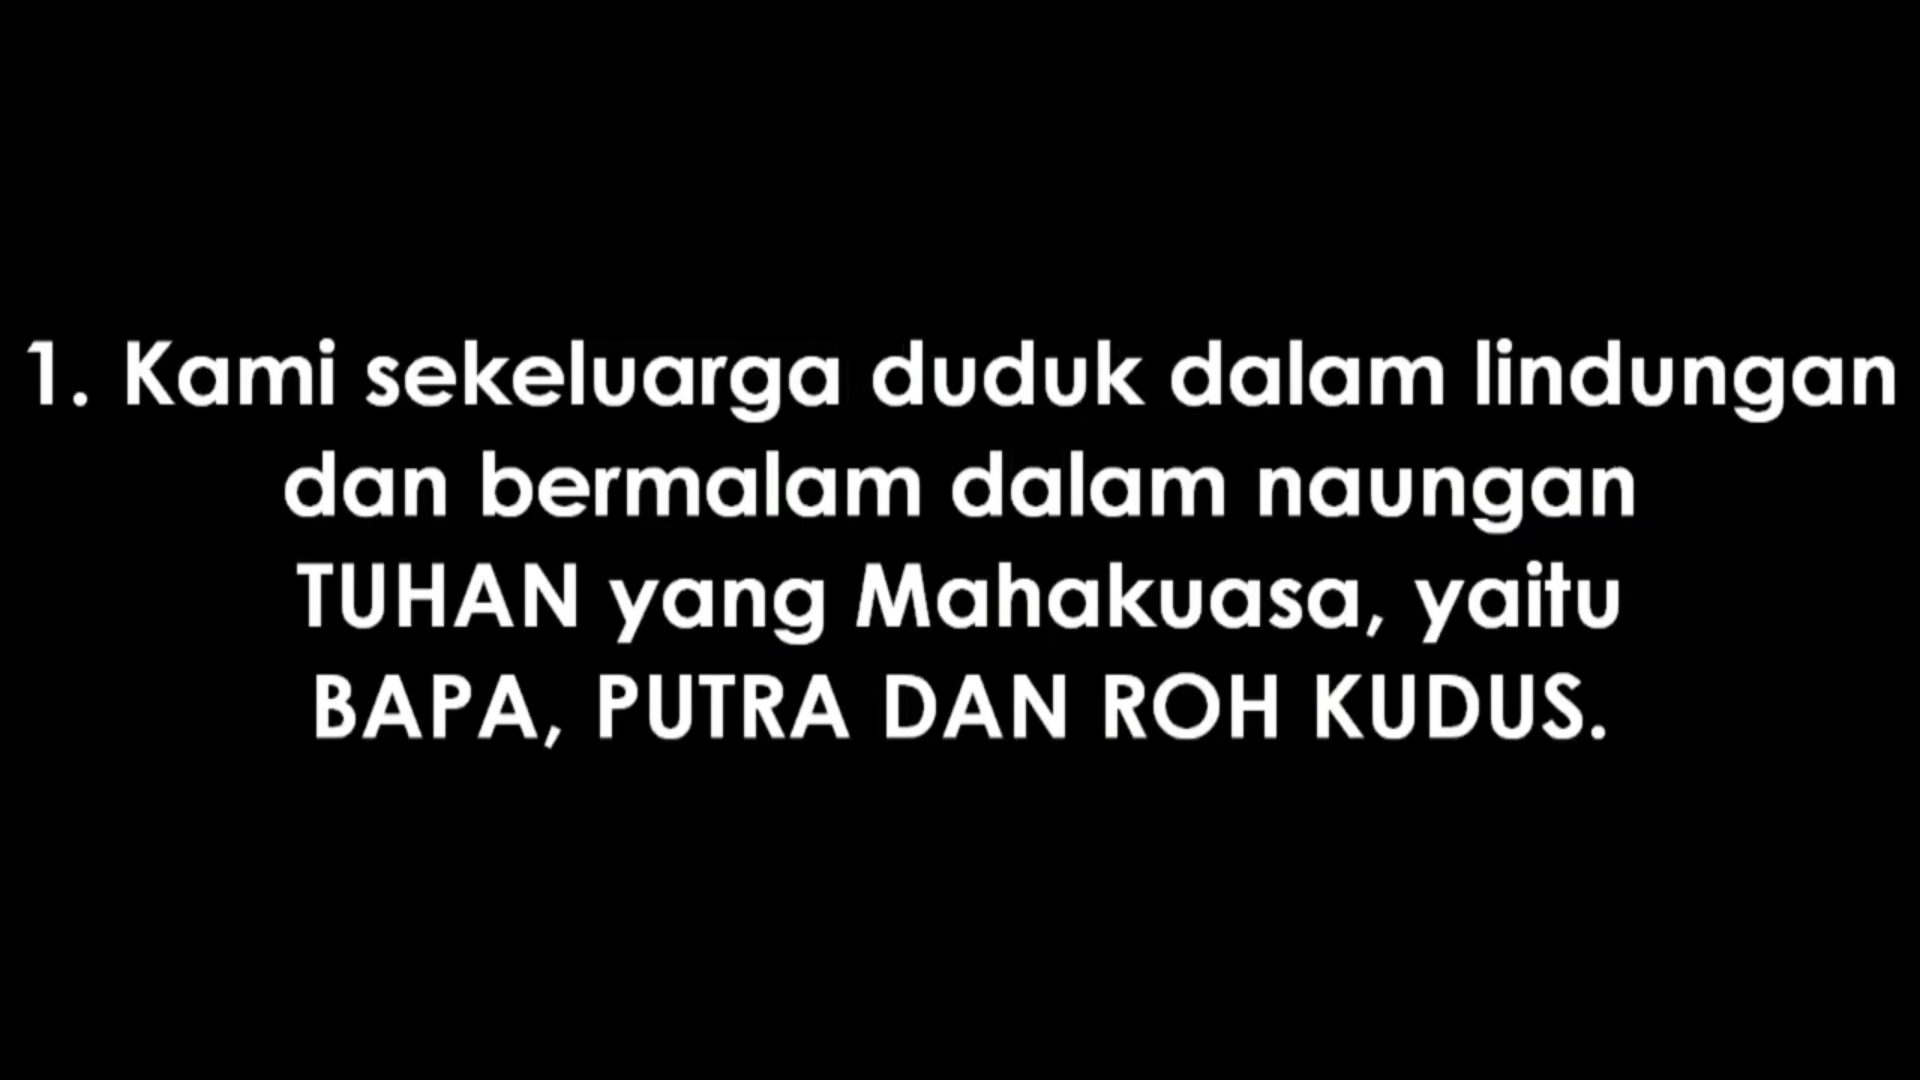 1. Kami sekeluarga duduk dalam lindungan
dan bermalam dalam naungan
TUHAN yang Mahakuasa, yaitu
BAPA, PUTRA DAN ROH KUDUS.